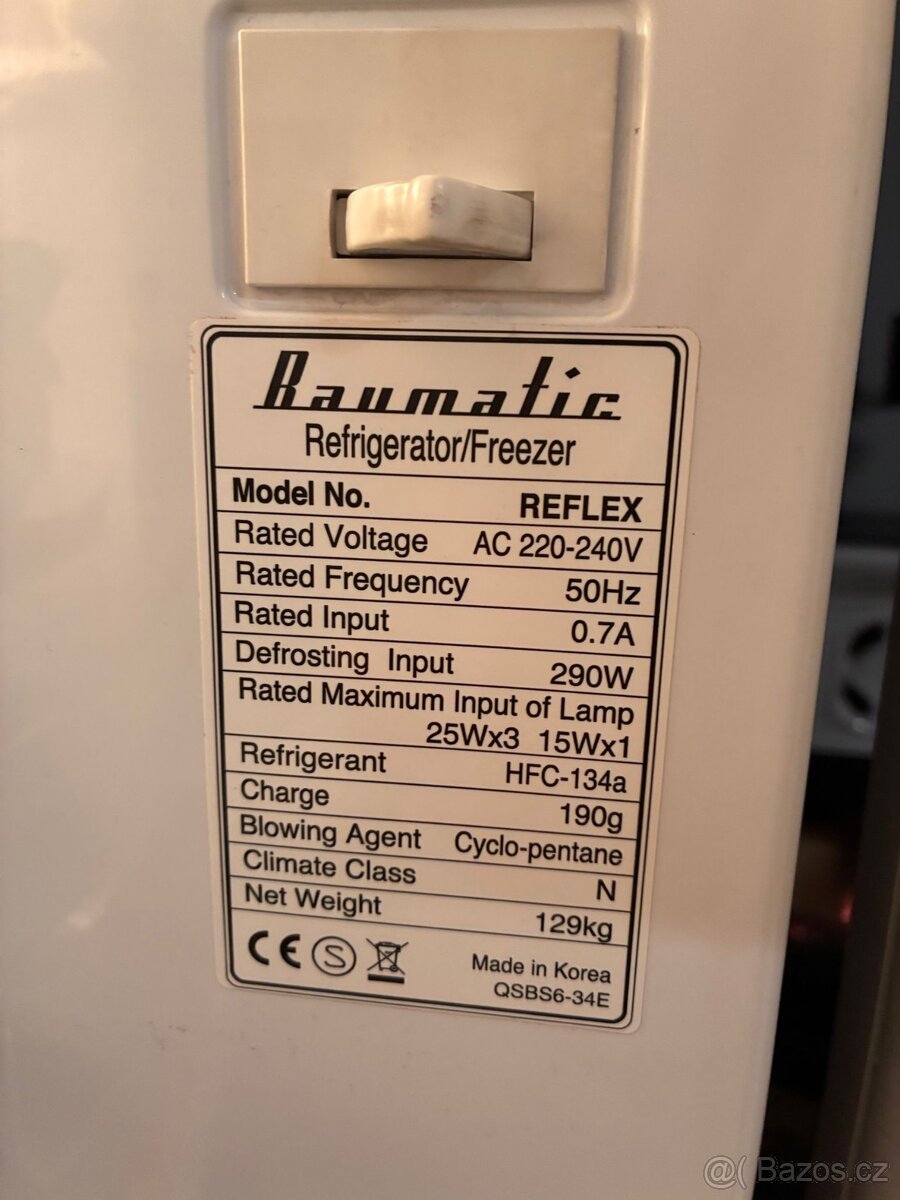 Baumatic
Refrigerator/Freezer
Model No. REFLEX
Rated Voltage AC 220-240V
Rated Frequency 50Hz
Rated Input 0.7A
Defrosting Input 290W
Rated Maximum Input of Lamp
25Wx3 15Wx1
Refrigerant HFC-134a
Charge 190g
Blowing Agent Cyclo-pentane
Climate Class N
Net Weight 129kg
CE S Made in Korea
QSBS6-34E
@( Bazos.cz